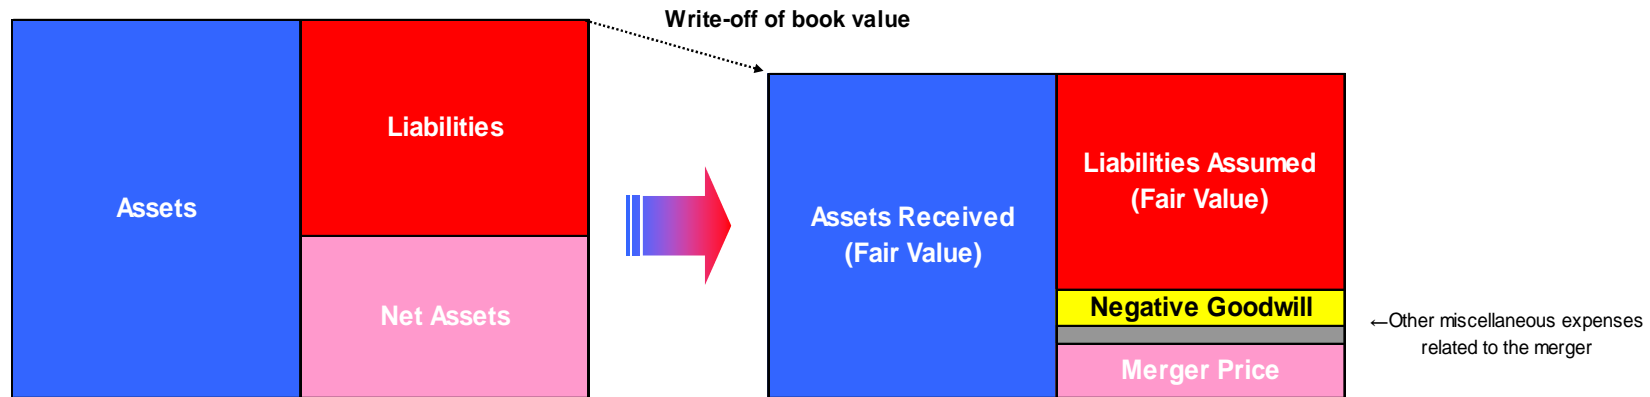 Write-off of book value
Assets
Liabilities
Net Assets
Assets Received
(Fair Value)
Liabilities Assumed
(Fair Value)
Negative Goodwill
Merger Price
←Other miscellaneous expenses
related to the merger